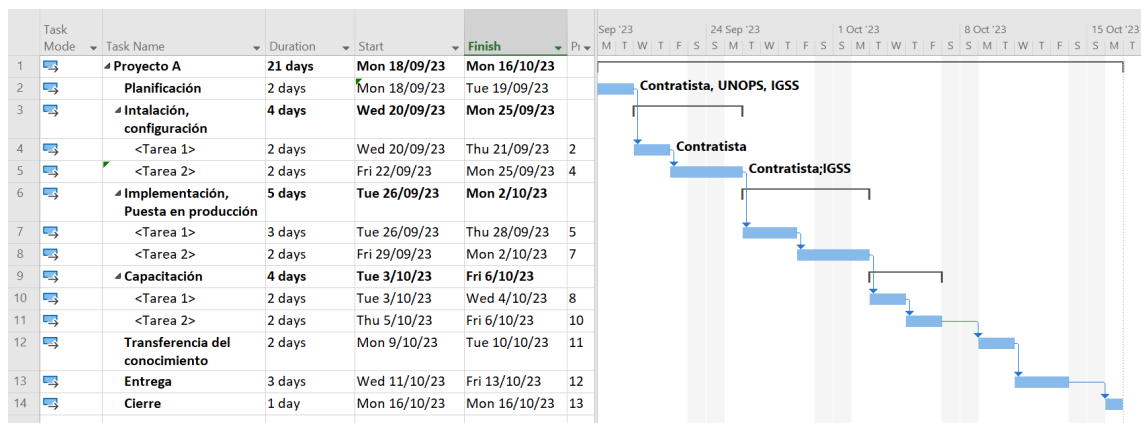 Task Mode Task Name Duration Start Finish
Sep '23 24 Sep '23 1 Oct '23 8 Oct '23 15 Oct '23
M T W T F S S M T W T F S S M T W T F S S M T W T F S S M T
1 Proyecto A 21 days Mon 18/09/23 Mon 16/10/23
2 Planificación 2 days Mon 18/09/23 Tue 19/09/23 Contratista, UNOPS, IGSS
3 Intalación, 4 days Wed 20/09/23 Mon 25/09/23
configuración
4 <Tarea 1> 2 days Wed 20/09/23 Thu 21/09/23 2 Contratista
5 <Tarea 2> 2 days Fri 22/09/23 Mon 25/09/23 4 Contratista;IGSS
6 Implementación, 5 days Tue 26/09/23 Mon 2/10/23
Puesta en producción
7 <Tarea 1> 3 days Tue 26/09/23 Thu 28/09/23 5
8 <Tarea 2> 2 days Fri 29/09/23 Mon 2/10/23 7
9 Capacitación 4 days Tue 3/10/23 Fri 6/10/23
10 <Tarea 1> 2 days Tue 3/10/23 Wed 4/10/23 8
11 <Tarea 2> 2 days Thu 5/10/23 Fri 6/10/23 10
12 Transferencia del 2 days Mon 9/10/23 Tue 10/10/23 11
conocimiento
13 Entrega 3 days Wed 11/10/23 Fri 13/10/23 12
14 Cierre 1 day Mon 16/10/23 Mon 16/10/23 13